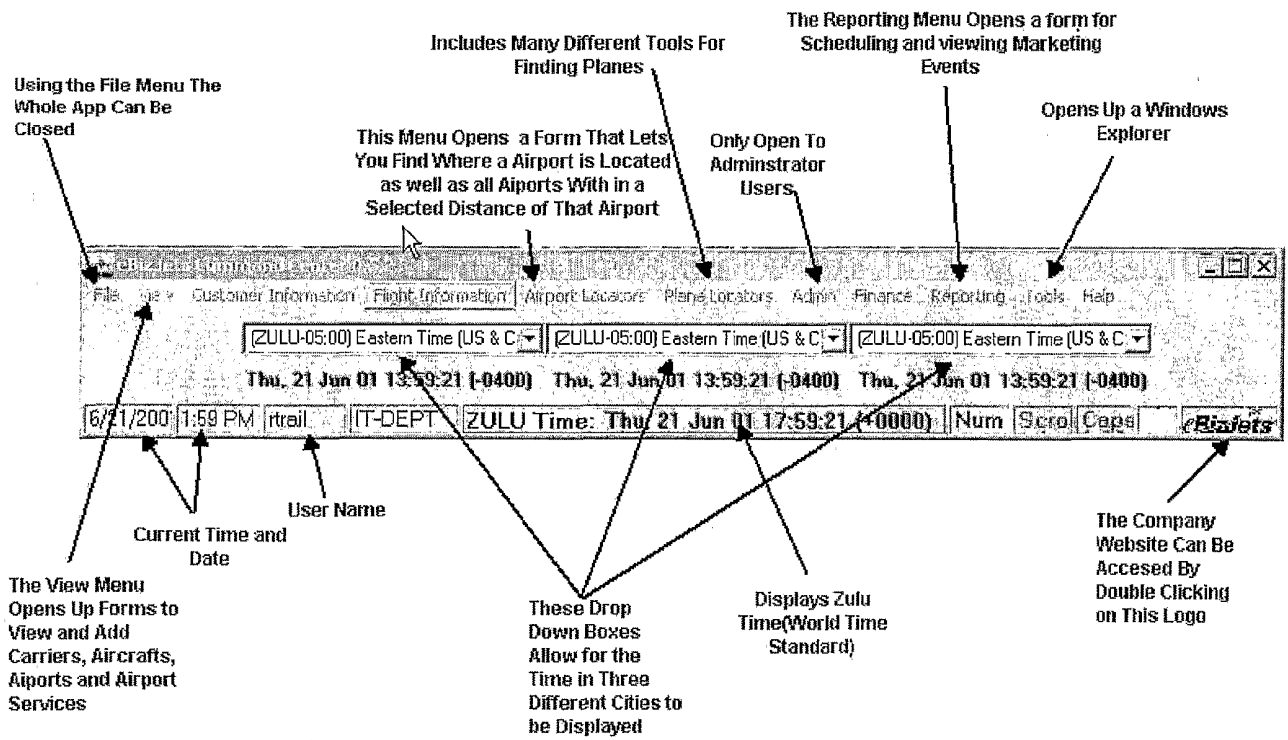 The Reporting Menu Opens a form for
Scheduling and viewing Marketing
Events
Includes Many Different Tools For
Finding Planes
Using the File Menu The
Whole App Can Be
Closed
Opens Up a Windows
Explorer
This Menu Opens a Form That Lets
You Find Where a Airport is Located
as well as all Aiports With in a
Selected Distance of That Airport
Only Open To
Adminstrator
Users
Command
File Customer Information Flight Information Airport Locators Plane Locators Admin Finance Reporting Tools Help
(ZULU-05:00) Eastern Time (US & C (ZULU-05:00) Eastern Time (US & C (ZULU-05:00) Eastern Time (US & C
Thu, 21 Jun 01 13:59:21 (-0400) Thu, 21 Jun 01 13:59:21 (-0400) Thu, 21 Jun 01 13:59:21 (-0400)
6/21/200 1:59 PM rtrail IT-DEPT ZULU Time: Thu, 21 Jun 01 17:59:21 (+0000) Num Scrol Caps eBizjets
User Name
Current Time and
Date
The View Menu
Opens Up Forms to
View and Add
Carriers, Aircrafts,
Aiports and Airport
Services
These Drop
Down Boxes
Allow for the
Time in Three
Different Cities to
be Displayed
Displays Zulu
Time(World Time
Standard)
The Company
Website Can Be
Accesed By
Double Clicking
on This Logo